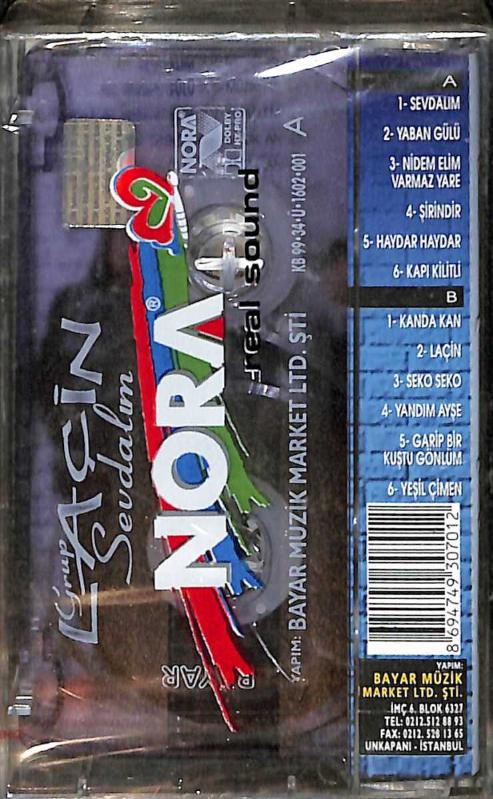 Grup
LAÇİN
Sevdalım
NORA
DOLBY
HX-PRO
A
NORA
®
real sound
KB·99·34·Ü·1602·001
YAPIM: BAYAR MÜZİK MARKET LTD. ŞTİ
A
1- SEVDALIM
2- YABAN GÜLÜ
3- NİDEM ELİM
VARMAZ YARE
4- ŞİRİNDİR
5- HAYDAR HAYDAR
6- KAPI KİLİTLİ
B
1- KANDA KAN
2- LAÇİN
3- SEKO SEKO
4- YANDIM AYŞE
5- GARİP BİR
KUŞTU GÖNLÜM
6- YEŞİL ÇİMEN
8 694749 307012
YAPIM:
BAYAR MÜZİK
MARKET LTD. ŞTİ.
İMÇ 6. BLOK 6327
TEL: 0212.512 88 93
FAX: 0212. 528 13 65
UNKAPANI - İSTANBUL